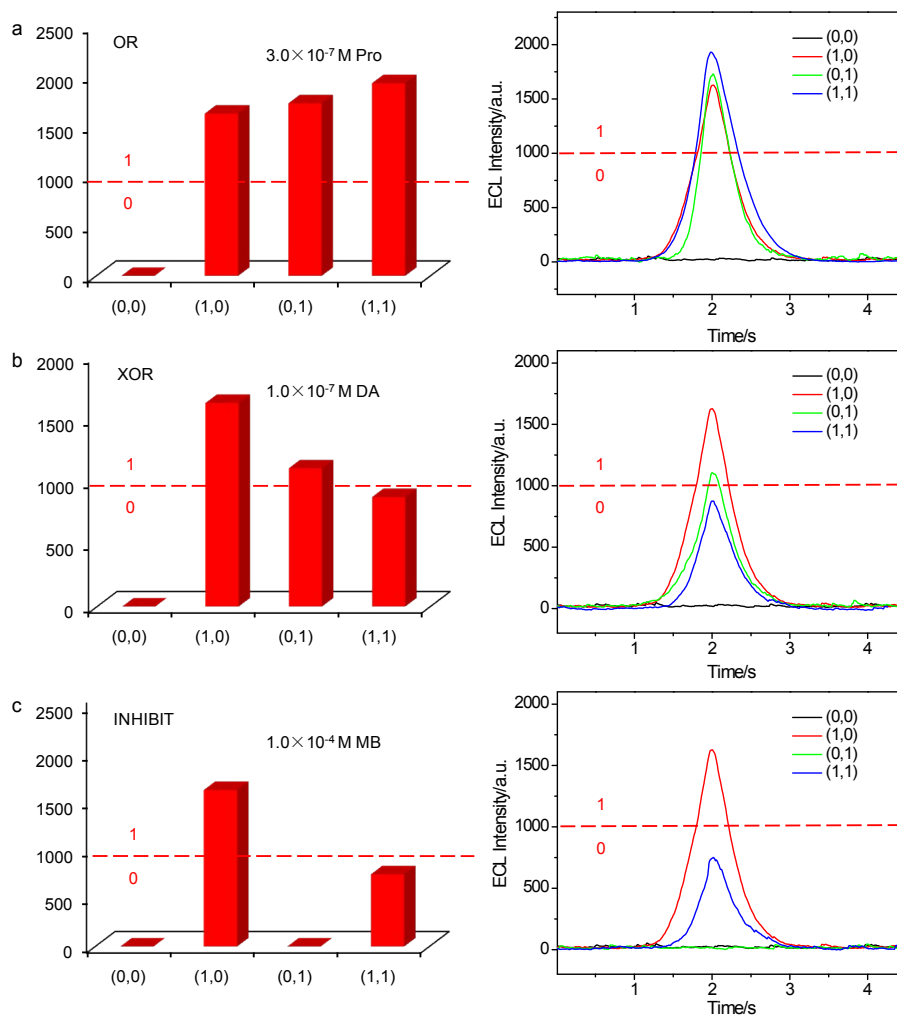 a
OR
3.0×10⁻⁷ M Pro
2500
2000
1500
1000
500
0
1
0
(0,0) (1,0) (0,1) (1,1)
ECL Intensity/a.u.
2000
1500
1000
500
0
1
0
(0,0)
(1,0)
(0,1)
(1,1)
1 2 3 4
Time/s
b
XOR
1.0×10⁻⁷ M DA
2000
1500
1000
500
0
1
0
(0,0) (1,0) (0,1) (1,1)
ECL Intensity/a.u.
2000
1500
1000
500
0
1
0
(0,0)
(1,0)
(0,1)
(1,1)
1 2 3 4
Time/s
c
INHIBIT
1.0×10⁻⁴ M MB
2500
2000
1500
1000
500
0
1
0
(0,0) (1,0) (0,1) (1,1)
ECL Intensity/a.u.
2000
1500
1000
500
0
1
0
(0,0)
(1,0)
(0,1)
(1,1)
1 2 3 4
Time/s